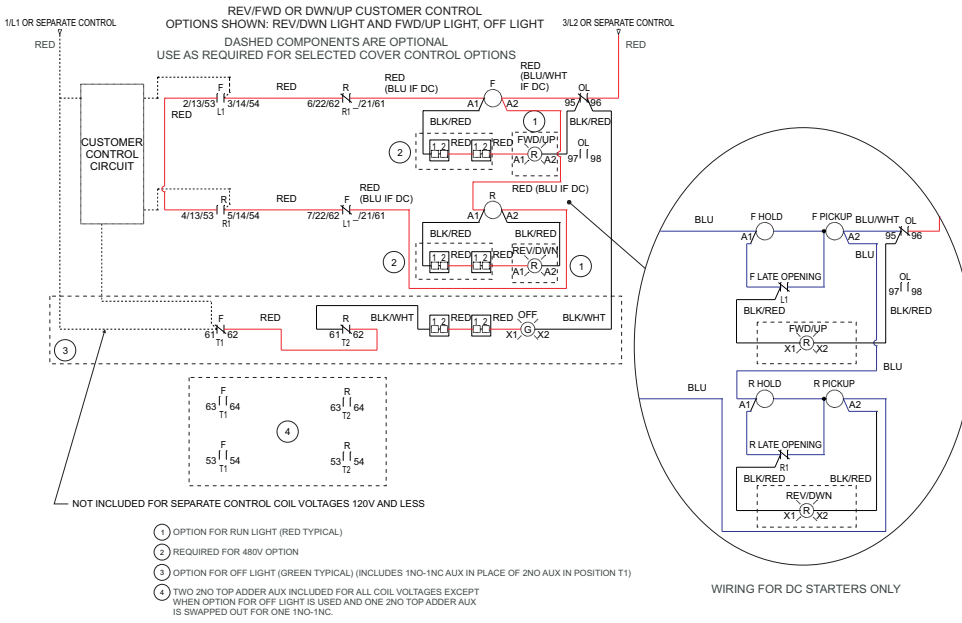 REV/FWD OR DWN/UP CUSTOMER CONTROL
OPTIONS SHOWN: REV/DWN LIGHT AND FWD/UP LIGHT, OFF LIGHT
1/L1 OR SEPARATE CONTROL
3/L2 OR SEPARATE CONTROL
RED
RED
DASHED COMPONENTS ARE OPTIONAL
USE AS REQUIRED FOR SELECTED COVER CONTROL OPTIONS
CUSTOMER
CONTROL
CIRCUIT
RED
F
2/13/53 3/14/54
L1
RED
R
6/22/62 _/21/61
R1
RED
(BLU IF DC)
F
A1 A2
RED
(BLU/WHT
IF DC)
OL
95 96
BLK/RED
BLK/RED
1
2
1 2
RED
1 2
RED
FWD/UP
A1 R A2
OL
97 98
RED (BLU IF DC)
R
4/13/53 5/14/54
R1
RED
F
7/22/62 _/21/61
L1
RED
(BLU IF DC)
R
A1 A2
BLK/RED
BLK/RED
2
1 2
RED
1 2
RED
REV/DWN
A1 R A2
1
3
F
61 62
T1
RED
R
61 62
T2
BLK/WHT
1 2
RED
1 2
RED
OFF
X1 G X2
BLK/WHT
F
63 64
T1
R
63 64
T2
4
F
53 54
T1
R
53 54
T2
NOT INCLUDED FOR SEPARATE CONTROL COIL VOLTAGES 120V AND LESS
1 OPTION FOR RUN LIGHT (RED TYPICAL)
2 REQUIRED FOR 480V OPTION
3 OPTION FOR OFF LIGHT (GREEN TYPICAL) (INCLUDES 1NO-1NC AUX IN PLACE OF 2NO AUX IN POSITION T1)
4 TWO 2NO TOP ADDER AUX INCLUDED FOR ALL COIL VOLTAGES EXCEPT
WHEN OPTION FOR OFF LIGHT IS USED AND ONE 2NO TOP ADDER AUX
IS SWAPPED OUT FOR ONE 1NO-1NC.
BLU
F HOLD
A1
F PICKUP
A2
BLU/WHT
OL
95 96
BLU
F LATE OPENING
L1
OL
97 98
BLK/RED
BLK/RED
FWD/UP
X1 R X2
BLU
BLU
R HOLD
A1
R PICKUP
A2
R LATE OPENING
R1
BLK/RED
BLK/RED
REV/DWN
X1 R X2
WIRING FOR DC STARTERS ONLY